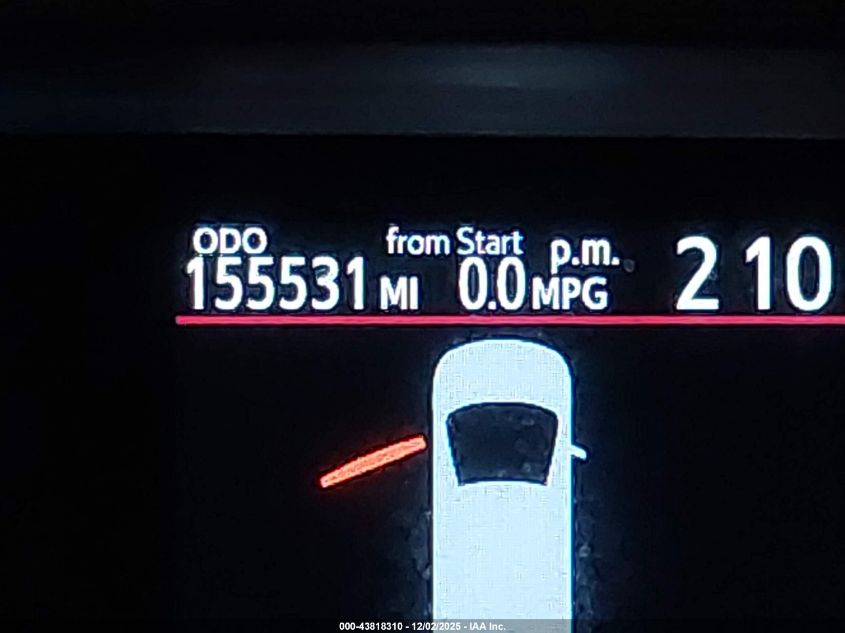 ODO from Start p.m. 2 10
155531 MI 0.0 MPG
000-43818310 - 12/02/2025 - IAA Inc.